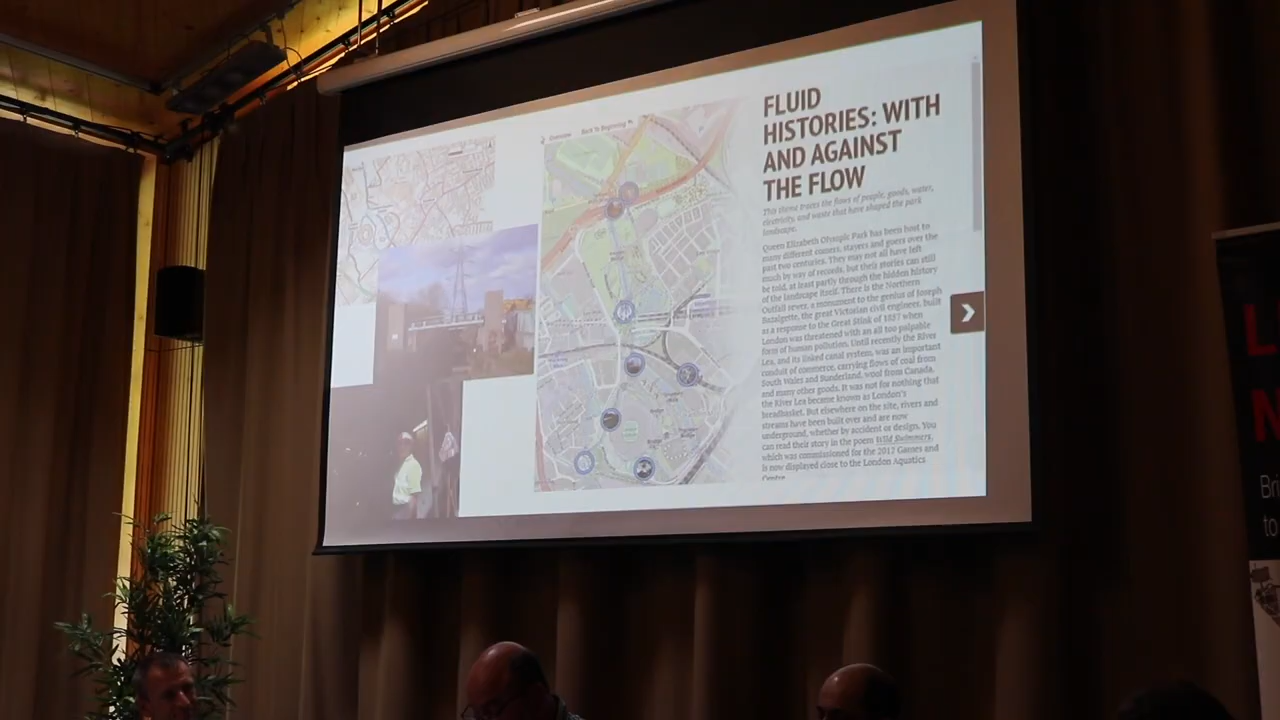 Overview Back To Beginning
FLUID
HISTORIES: WITH
AND AGAINST
THE FLOW
This theme traces the flows of people, goods, water,
electricity, and waste that have shaped the park
landscape.
Queen Elizabeth Olympic Park has been host to
many different comers, stayers and goers over the
past two centuries. They may not all have left
much by way of records, but their stories can still
be told, at least partly through the hidden history
of the landscape itself. There is the Northern
Outfall sewer, a monument to the genius of Joseph
Bazalgette, the great Victorian civil engineer, built
as a response to the Great Stink of 1857 when
London was threatened with an all too palpable
form of human pollution. Until recently the River
Lea, and its linked canal system, was an important
conduit of commerce, carrying flows of coal from
South Wales and Sunderland, wool from Canada,
and many other goods. It was not for nothing that
the River Lea became known as London's
breadbasket. But elsewhere on the site, rivers and
streams have been built over and are now
underground, whether by accident or design. You
can read their story in the poem Wild Swimmers,
which was commissioned for the 2012 Games and
is now displayed close to the London Aquatics
Centre.
L
N
Br
to